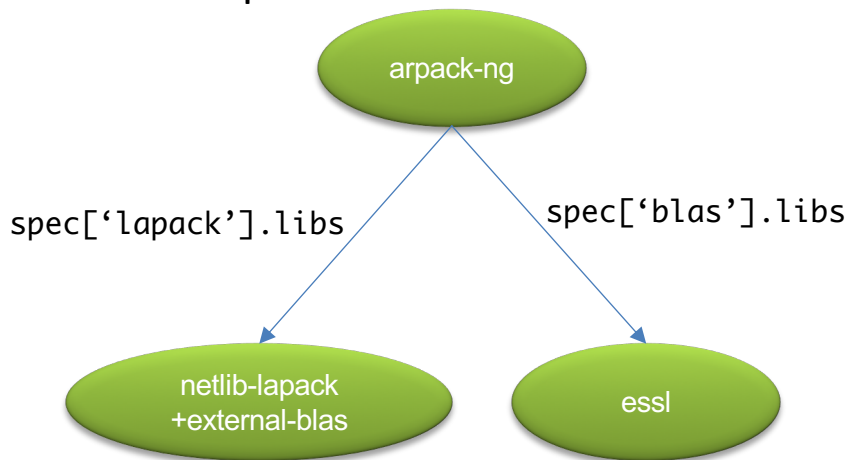 arpack-ng
spec[‘lapack’].libs
spec[‘blas’].libs
netlib-lapack
+external-blas
essl